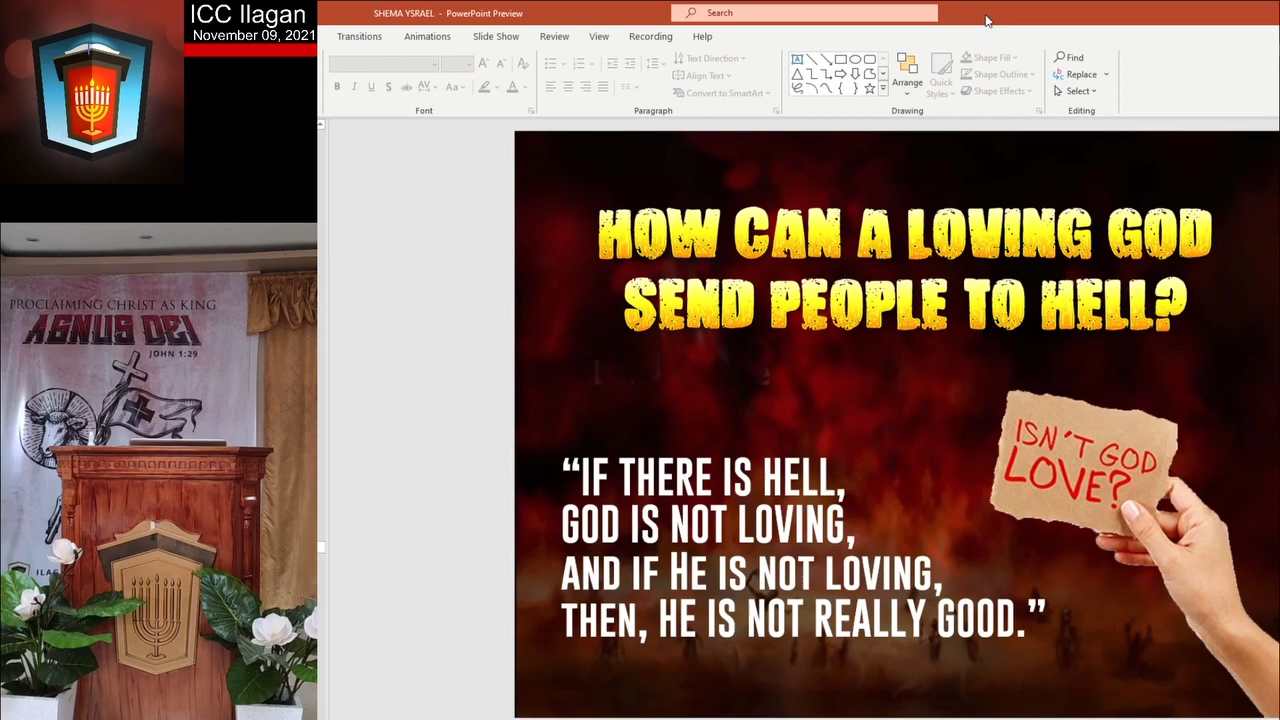 ICC Ilagan
November 09, 2021
SHEMA YSRAEL - PowerPoint Preview
Search
Transitions
Animations
Slide Show
Review
View
Recording
Help
Text Direction
Align Text
Convert to SmartArt
Arrange
Quick
Styles
Shape Fill
Shape Outline
Shape Effects
Find
Replace
Select
B
I
U
S
ab
AV
Aa
A
Font
Paragraph
Drawing
Editing
HOW CAN A LOVING GOD
SEND PEOPLE TO HELL?
ISN'T GOD
LOVE?
“IF THERE IS HELL,
GOD IS NOT LOVING,
AND IF HE IS NOT LOVING,
THEN, HE IS NOT REALLY GOOD.”
PROCLAIMING CHRIST AS KING
AGNUS DEI
JOHN 1:29